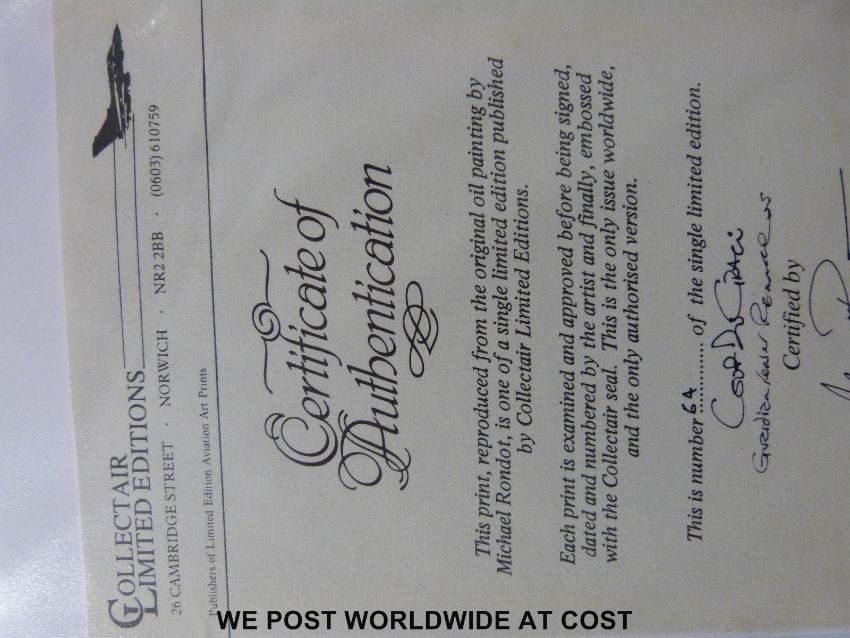 COLLECTAIR
LIMITED EDITIONS
26 CAMBRIDGE STREET · NORWICH · NR2 2BB · (0603) 610759
Publishers of Limited Edition Aviation Art Prints
Certificate of
Authentication
This print, reproduced from the original oil painting by
Michael Rondot, is one of a single limited edition published
by Collectair Limited Editions.
Each print is examined and approved before being signed,
dated and numbered by the artist and finally, embossed
with the Collectair seal. This is the only issue worldwide,
and the only authorised version.
This is number 64 of the single limited edition.
Certified by
WE POST WORLDWIDE AT COST